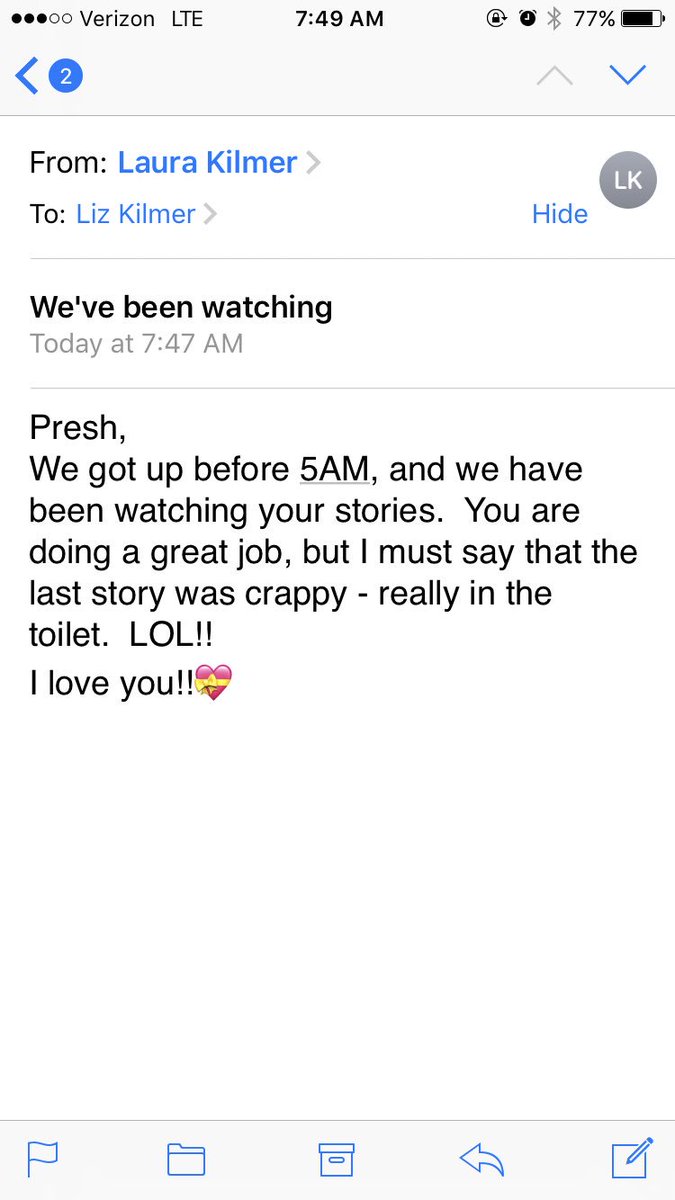 Verizon LTE 7:49 AM 77%
2
From: Laura Kilmer
LK
To: Liz Kilmer Hide
We've been watching
Today at 7:47 AM
Presh,
We got up before 5AM, and we have
been watching your stories.  You are
doing a great job, but I must say that the
last story was crappy - really in the
toilet.  LOL!!
I love you!!💝